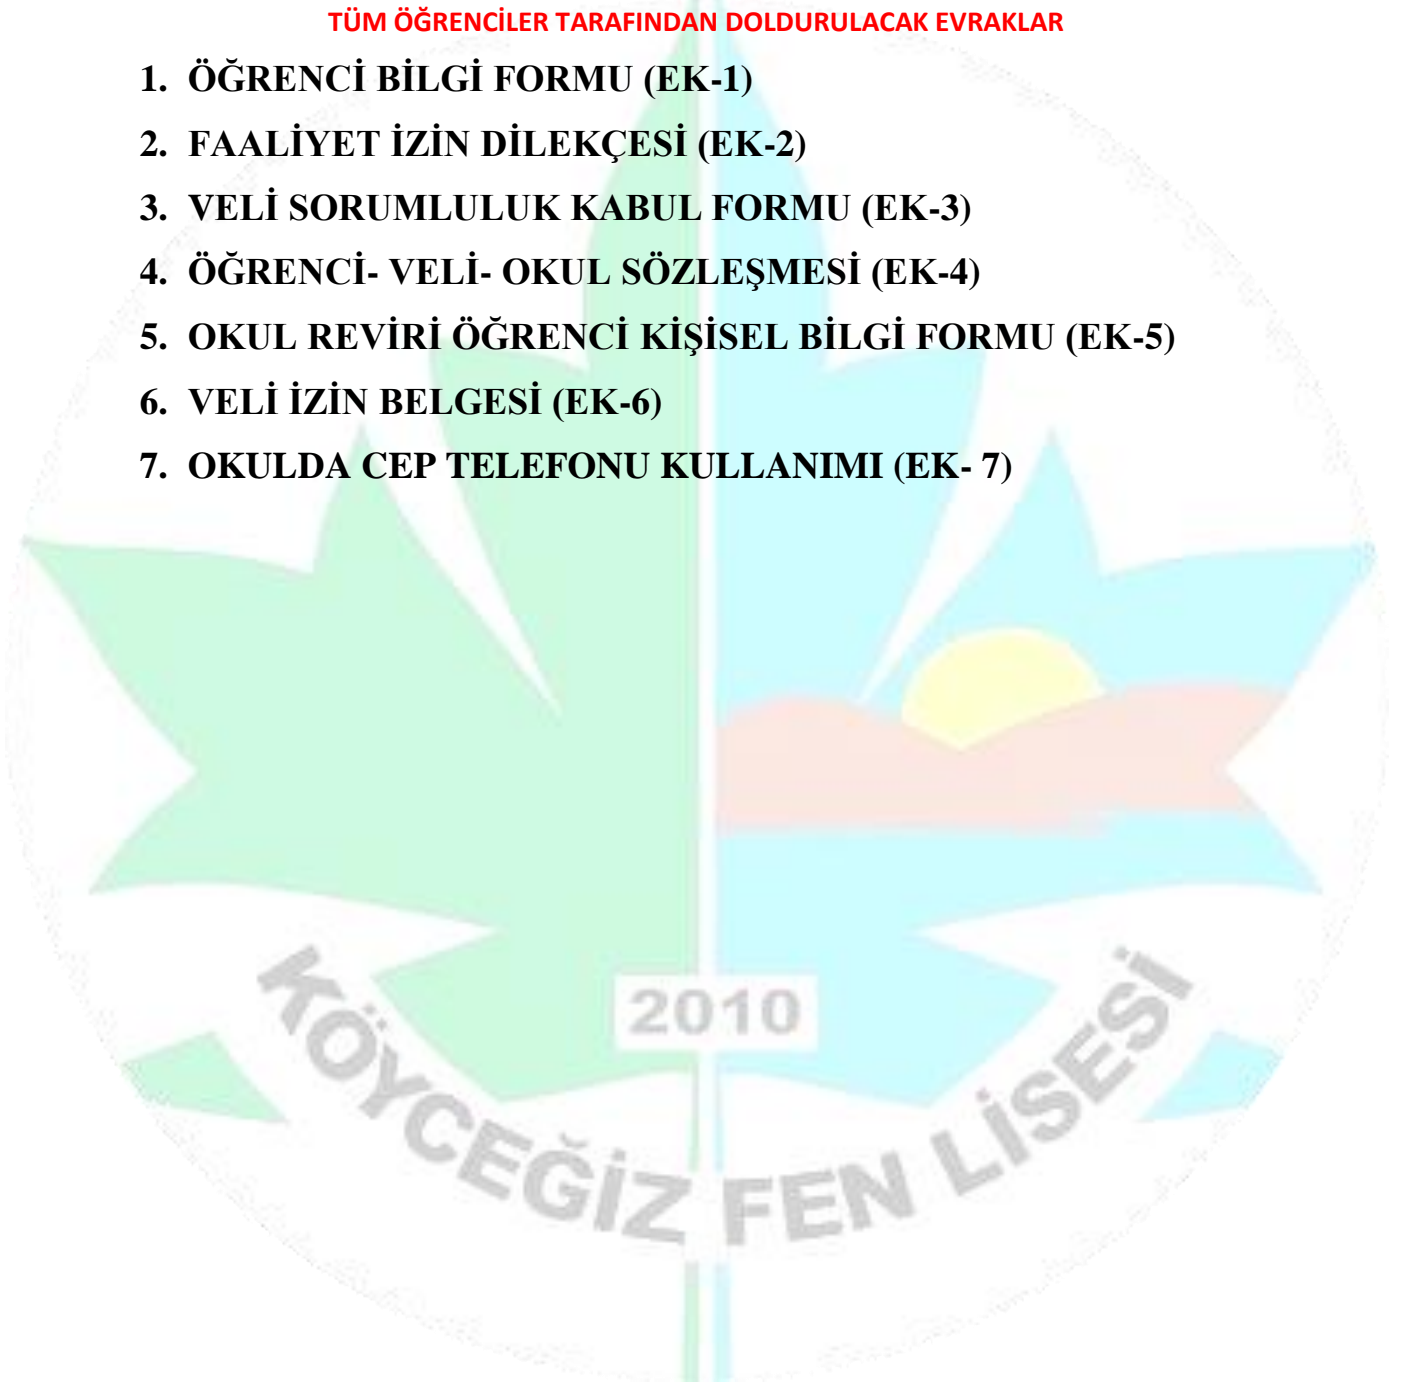 TÜM ÖĞRENCİLER TARAFINDAN DOLDURULACAK EVRAKLAR
1. ÖĞRENCİ BİLGİ FORMU (EK-1)
2. FAALİYET İZİN DİLEKÇESİ (EK-2)
3. VELİ SORUMLULUK KABUL FORMU (EK-3)
4. ÖĞRENCİ- VELİ- OKUL SÖZLEŞMESİ (EK-4)
5. OKUL REVİRİ ÖĞRENCİ KİŞİSEL BİLGİ FORMU (EK-5)
6. VELİ İZİN BELGESİ (EK-6)
7. OKULDA CEP TELEFONU KULLANIMI (EK- 7)
2010
KÖYCEĞİZ FEN LİSESİ